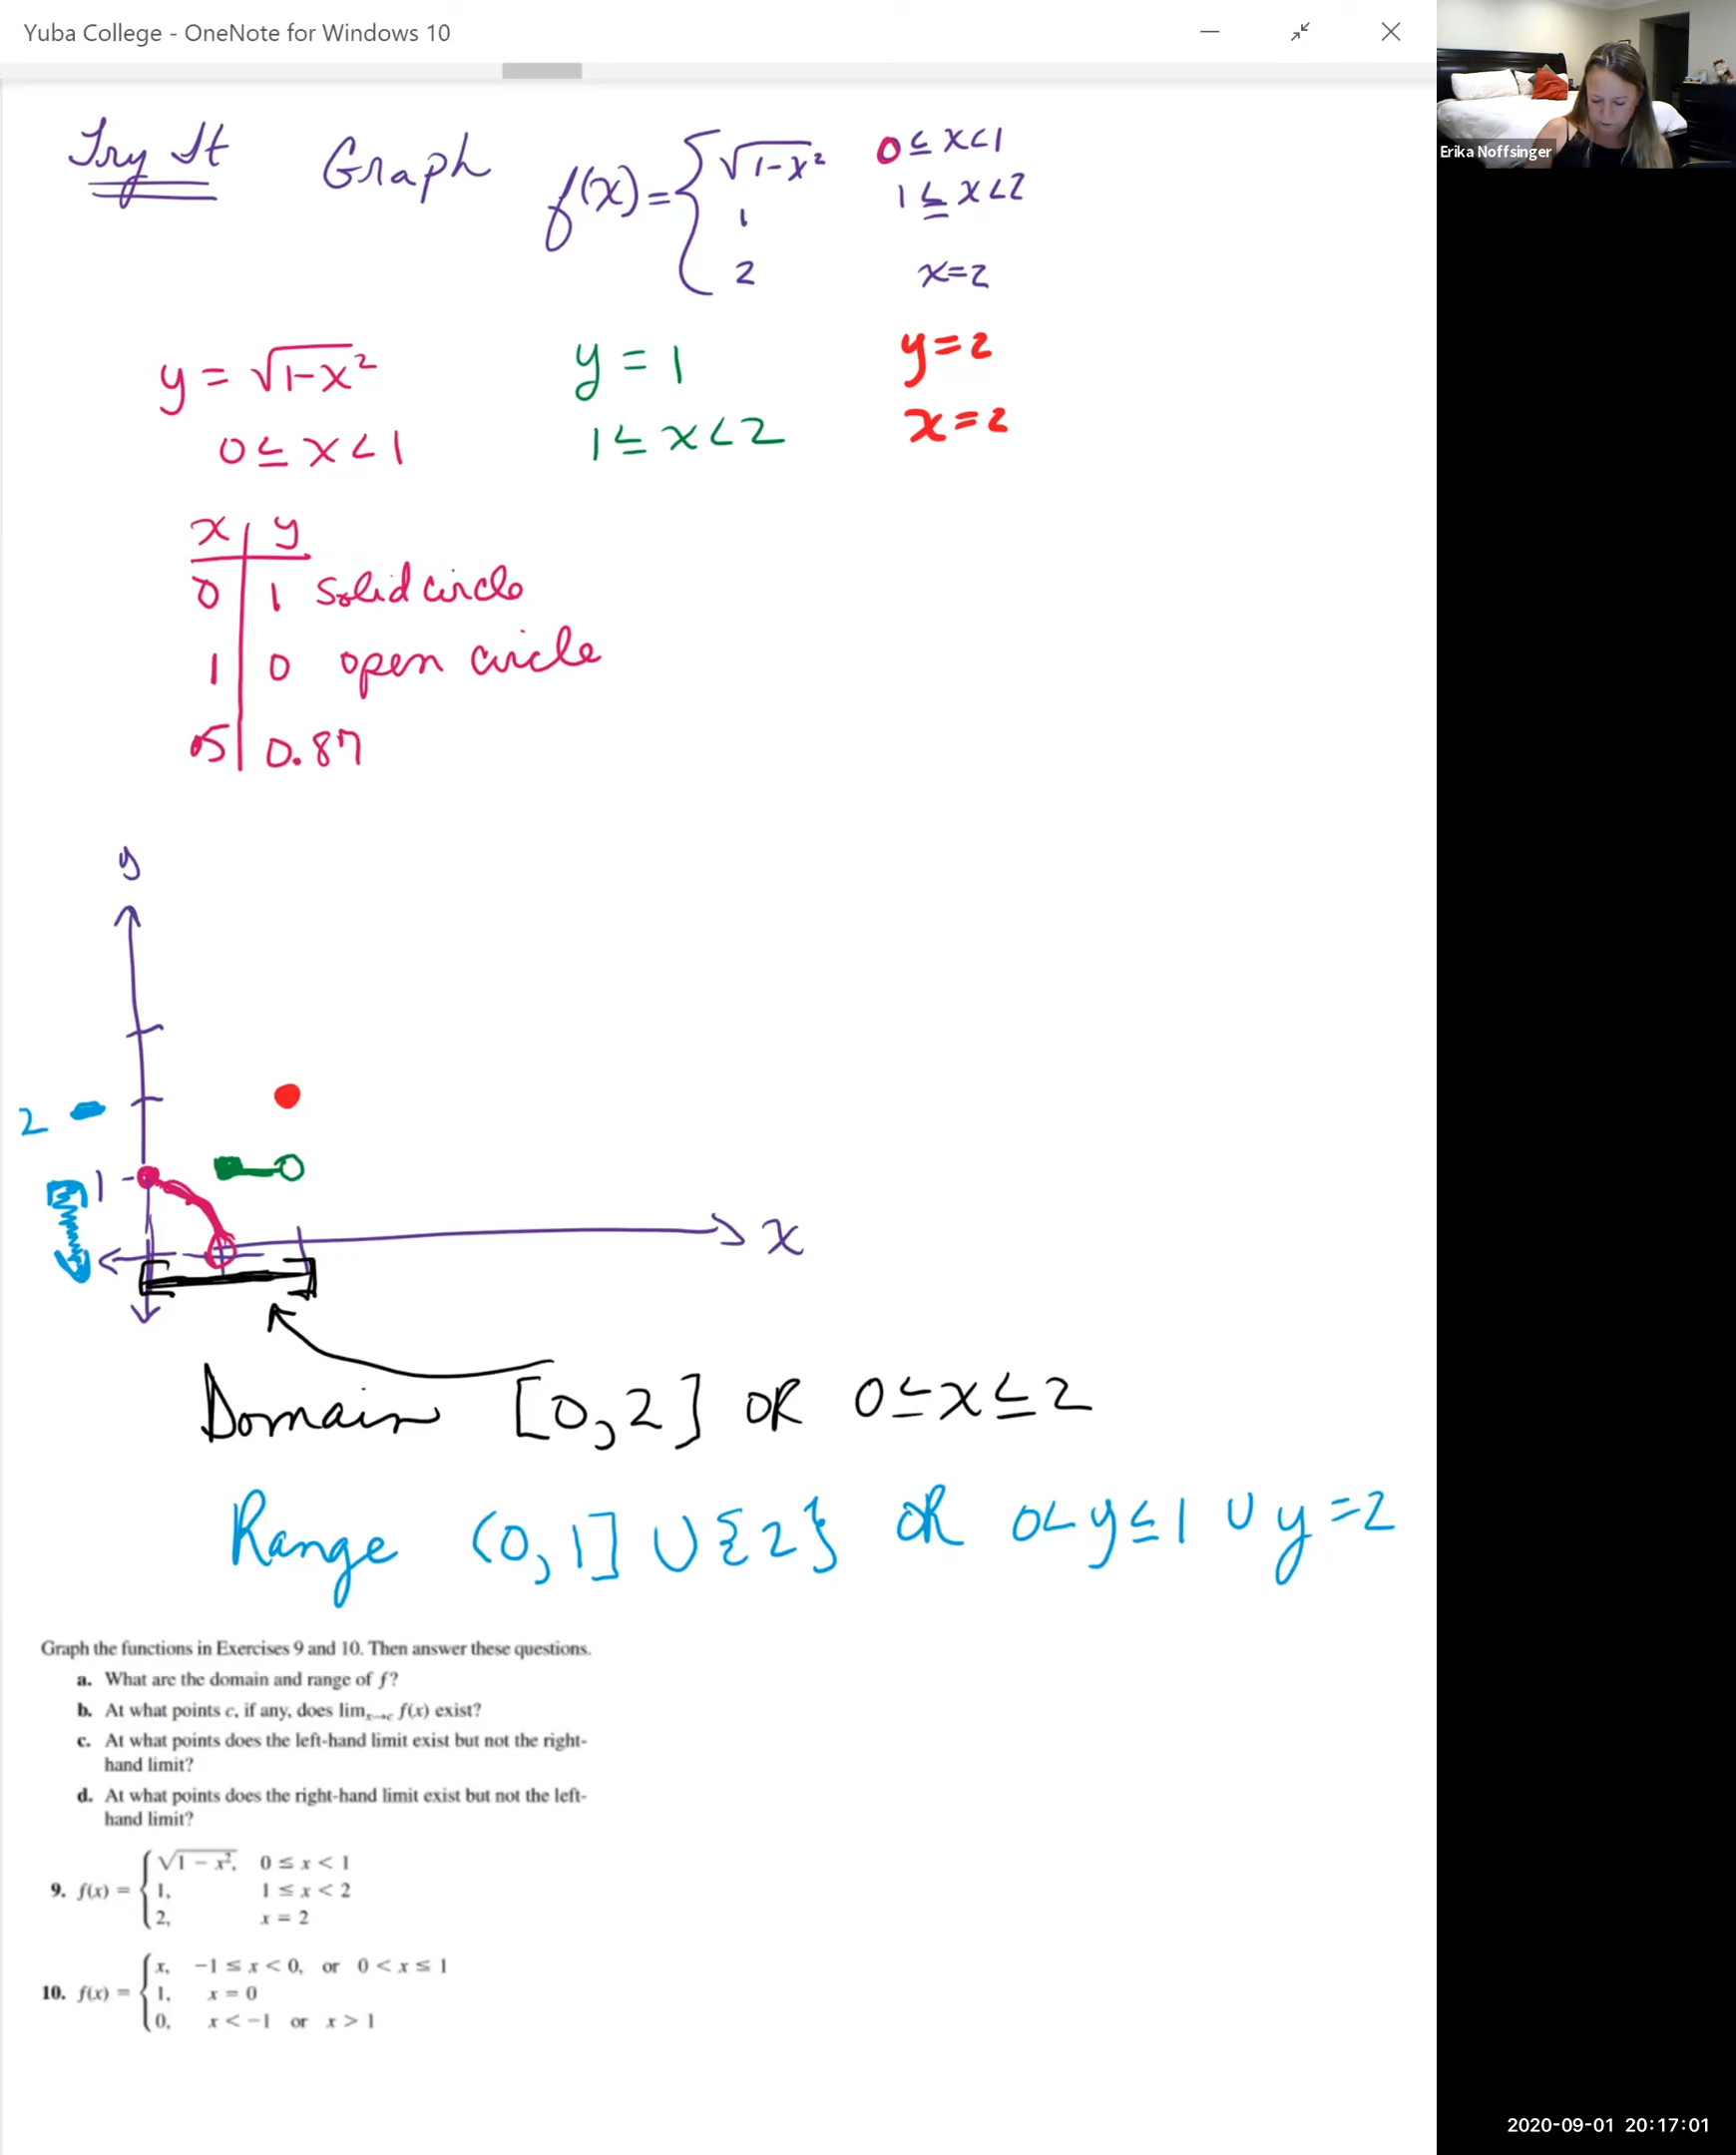 Yuba College - OneNote for Windows 10
Erika Noffsinger
Try It Graph f(x) = { √1-x² 0 ≤ x < 1
1 1 ≤ x < 2
2 x = 2
y = √1-x² y = 1 y = 2
0 ≤ x < 1 1 ≤ x < 2 x = 2
x | y
0 | 1 solid circle
1 | 0 open circle
.5 | 0.87
y
2
1
x
Domain [0,2] OR 0 ≤ x ≤ 2
Range (0,1] ∪ {2} OR 0 < y ≤ 1 ∪ y = 2
Graph the functions in Exercises 9 and 10. Then answer these questions.
a. What are the domain and range of f?
b. At what points c, if any, does lim x→c f(x) exist?
c. At what points does the left-hand limit exist but not the right-
hand limit?
d. At what points does the right-hand limit exist but not the left-
hand limit?
9. f(x) = { √1 − x², 0 ≤ x < 1
1, 1 ≤ x < 2
2, x = 2
10. f(x) = { x, −1 ≤ x < 0, or 0 < x ≤ 1
1, x = 0
0, x < −1 or x > 1
2020-09-01 20:17:01